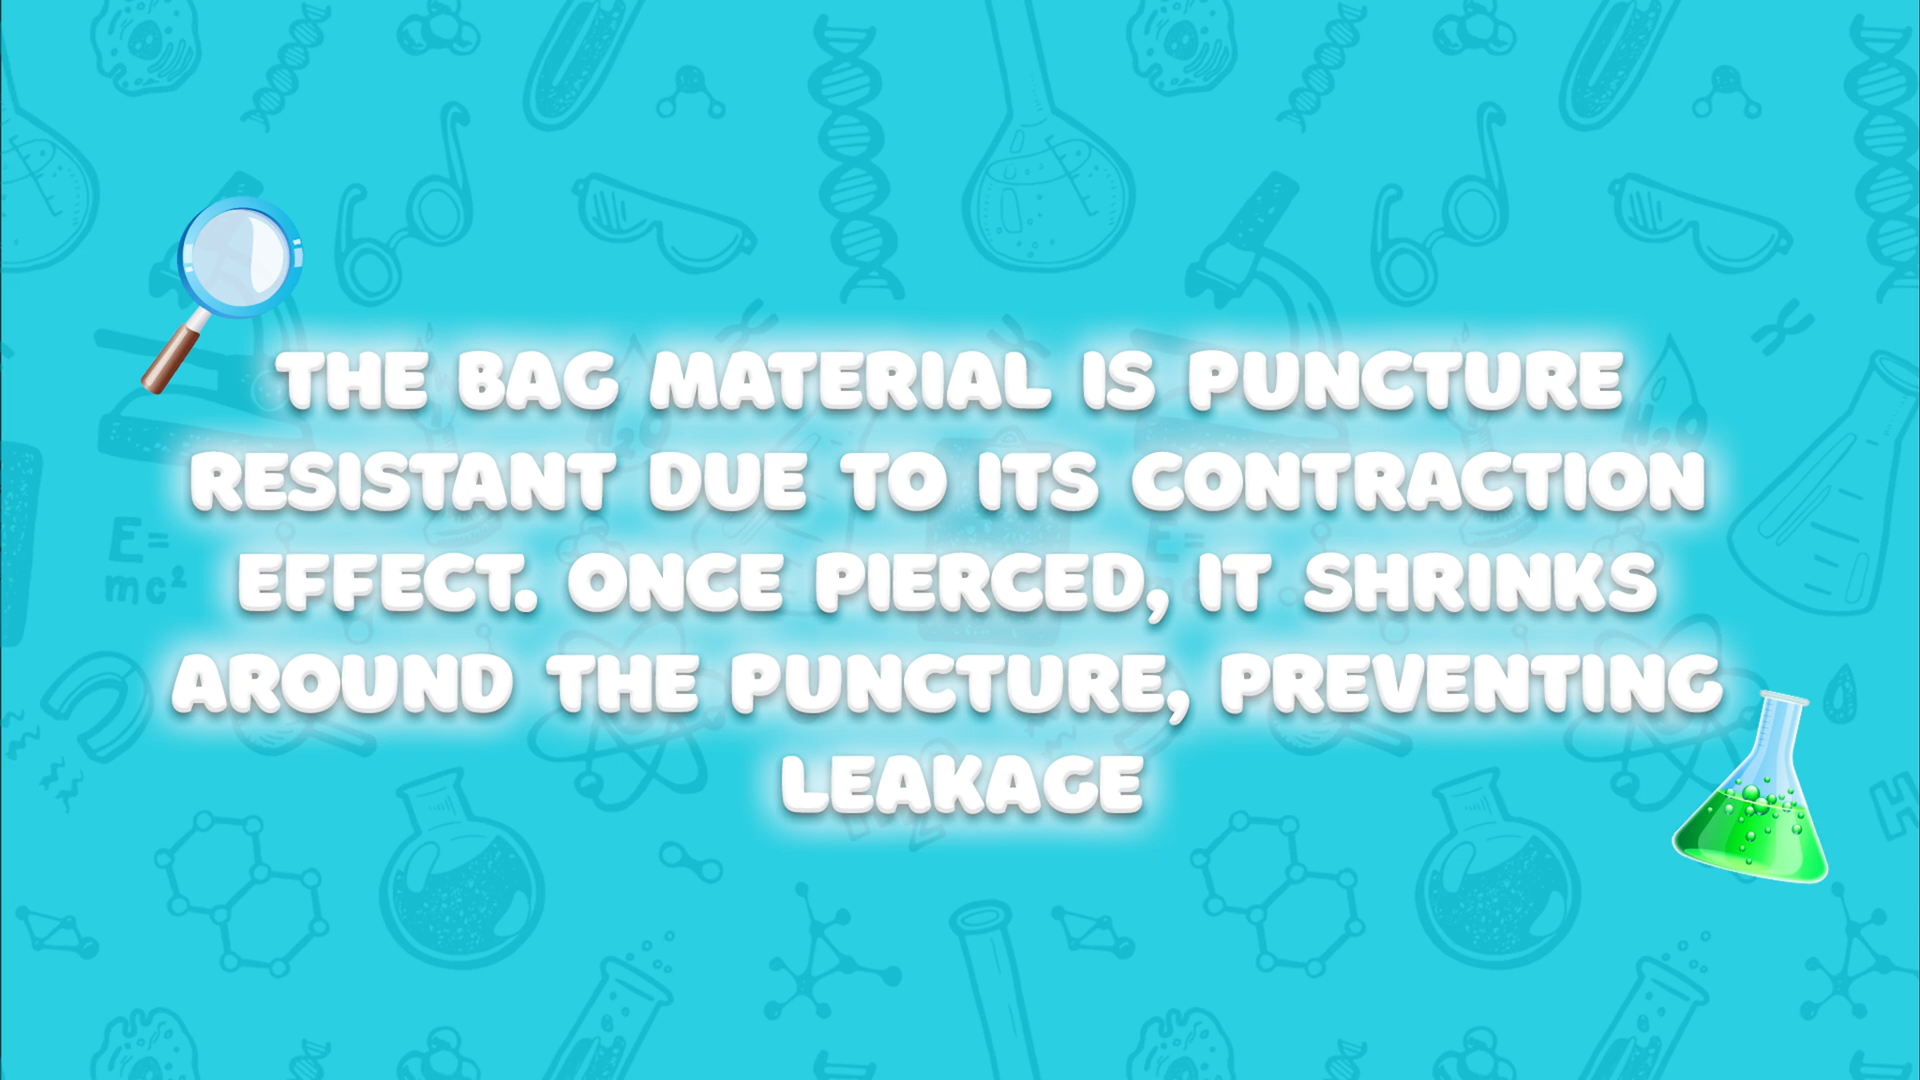 THE BAG MATERIAL IS PUNCTURE
RESISTANT DUE TO ITS CONTRACTION
EFFECT. ONCE PIERCED, IT SHRINKS
AROUND THE PUNCTURE, PREVENTING
LEAKAGE
E=
mc²